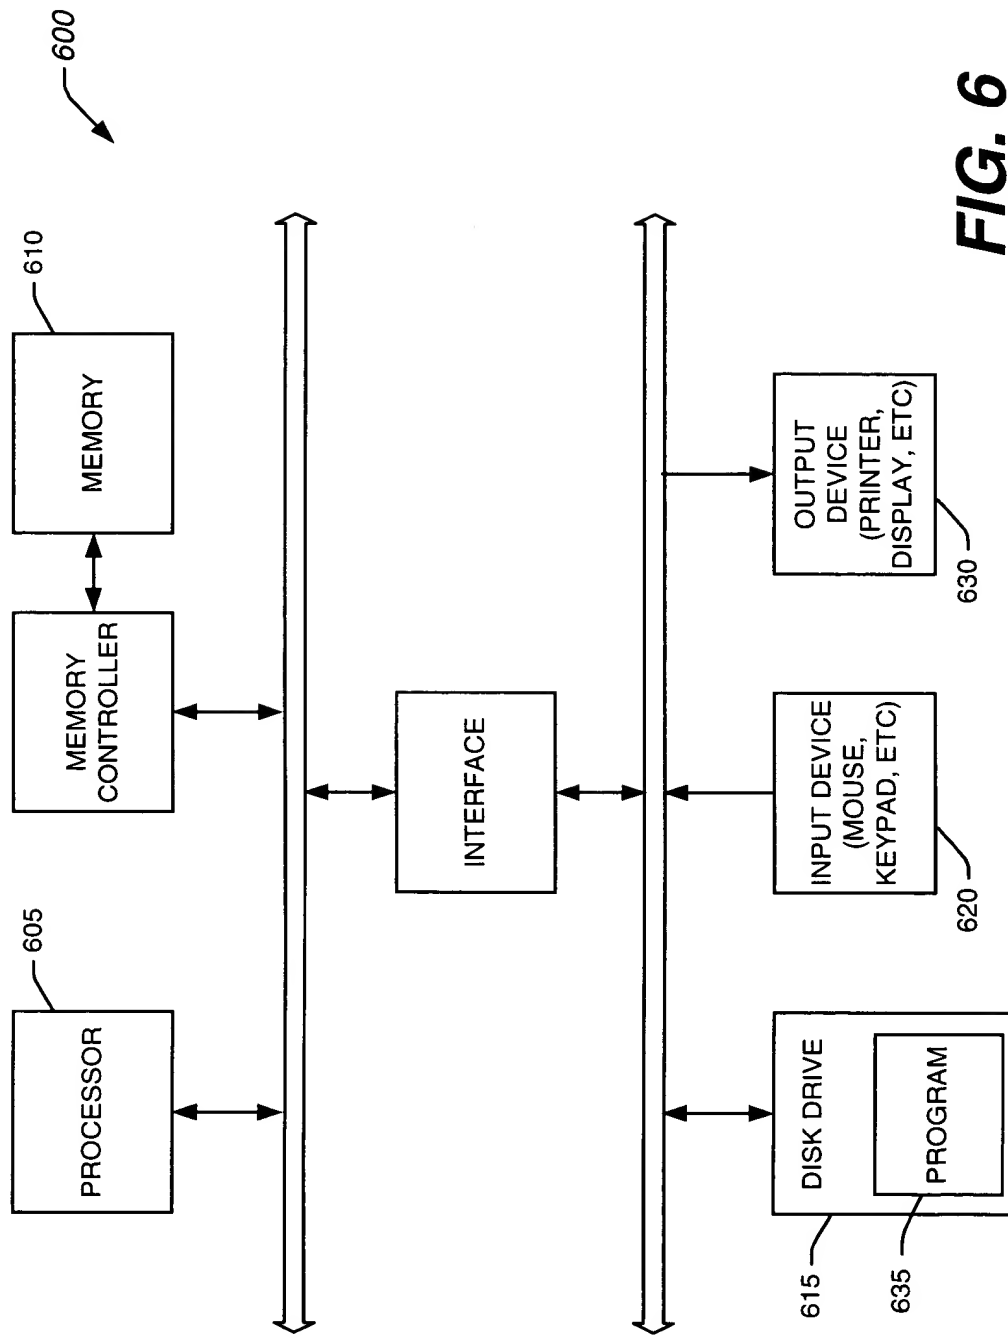 600
605
PROCESSOR
MEMORY
CONTROLLER
MEMORY
610
INTERFACE
DISK DRIVE
PROGRAM
615
635
INPUT DEVICE
(MOUSE,
KEYPAD, ETC)
620
OUTPUT
DEVICE
(PRINTER,
DISPLAY, ETC)
630
FIG. 6